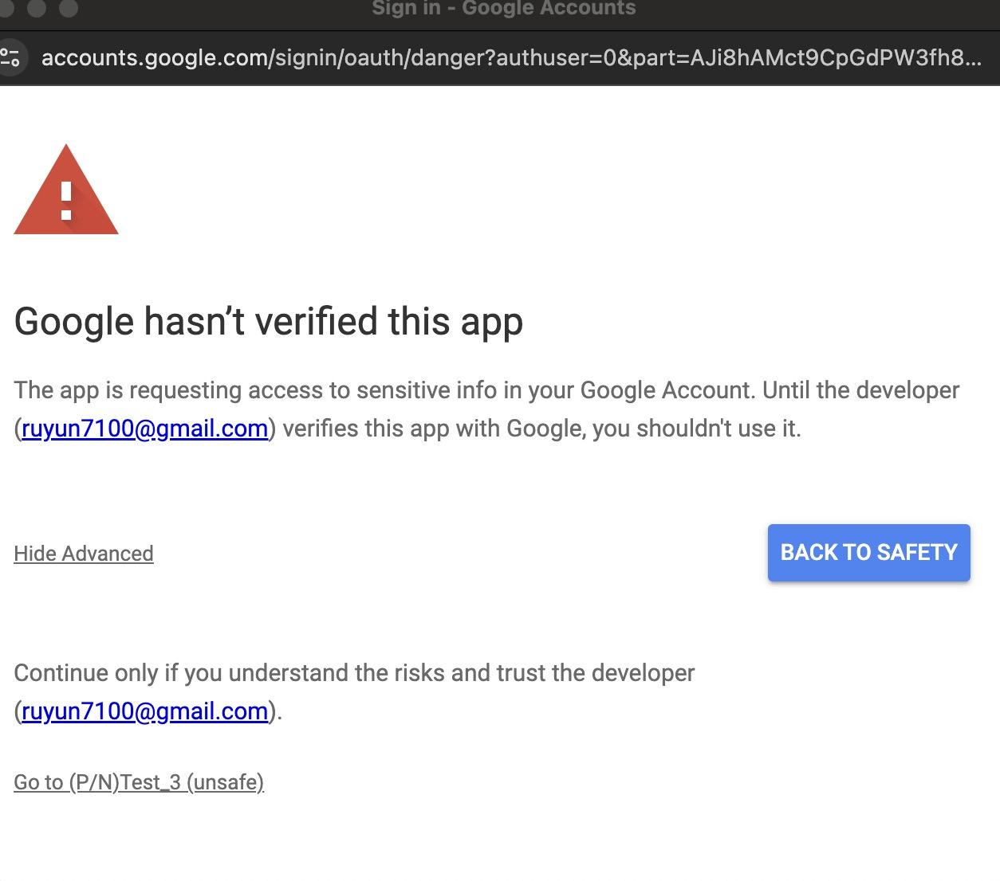 Sign in - Google Accounts
accounts.google.com/signin/oauth/danger?authuser=0&part=AJi8hAMct9CpGdPW3fh8...
Google hasn’t verified this app
The app is requesting access to sensitive info in your Google Account. Until the developer
(ruyun7100@gmail.com) verifies this app with Google, you shouldn't use it.
Hide Advanced
BACK TO SAFETY
Continue only if you understand the risks and trust the developer
(ruyun7100@gmail.com).
Go to (P/N)Test_3 (unsafe)